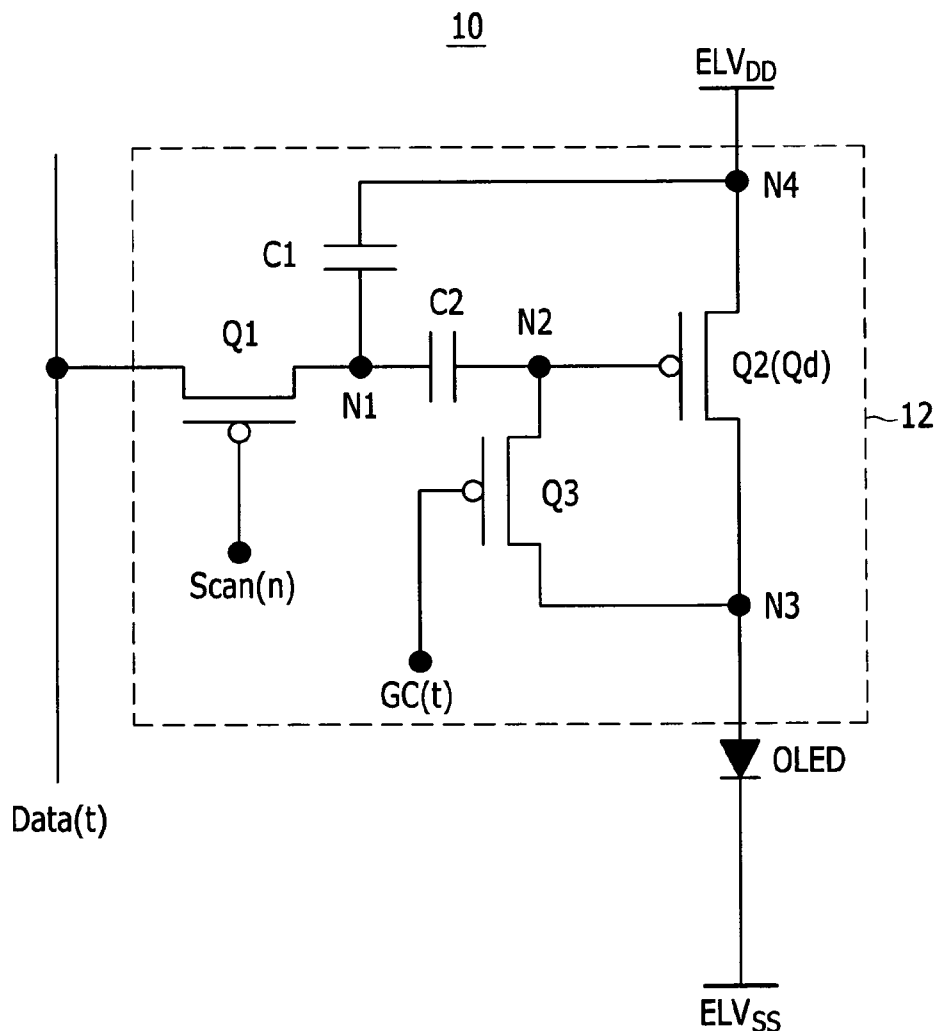 10
ELVDD
N4
C1
C2
N2
Q1
Q2(Qd)
N1
12
Q3
Scan(n)
N3
GC(t)
OLED
Data(t)
ELVSS